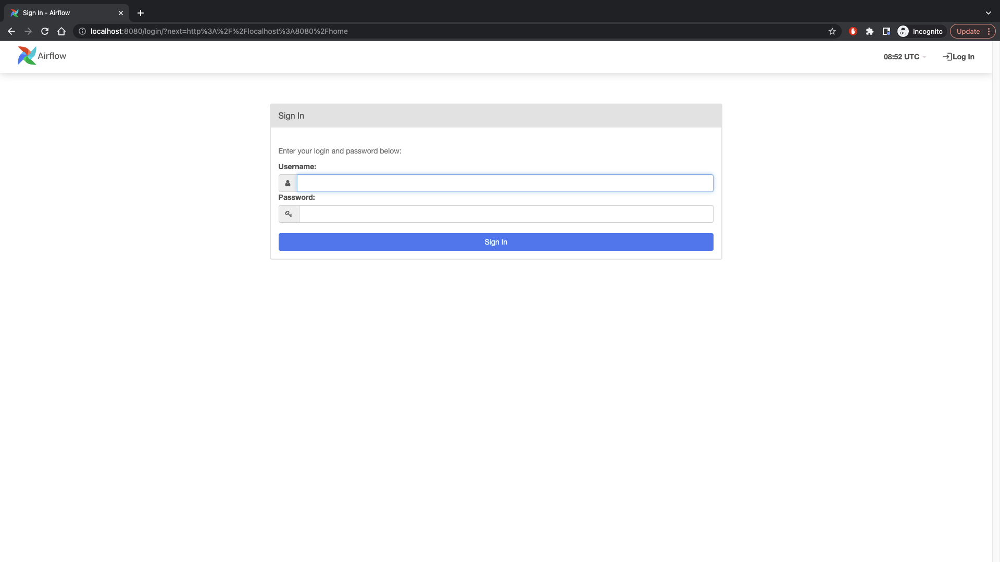 Sign In - Airflow
localhost:8080/login/?next=http%3A%2F%2Flocalhost%3A8080%2Fhome
Incognito
Update
Airflow
08:52 UTC
Log In
Sign In
Enter your login and password below:
Username:
Password:
Sign In